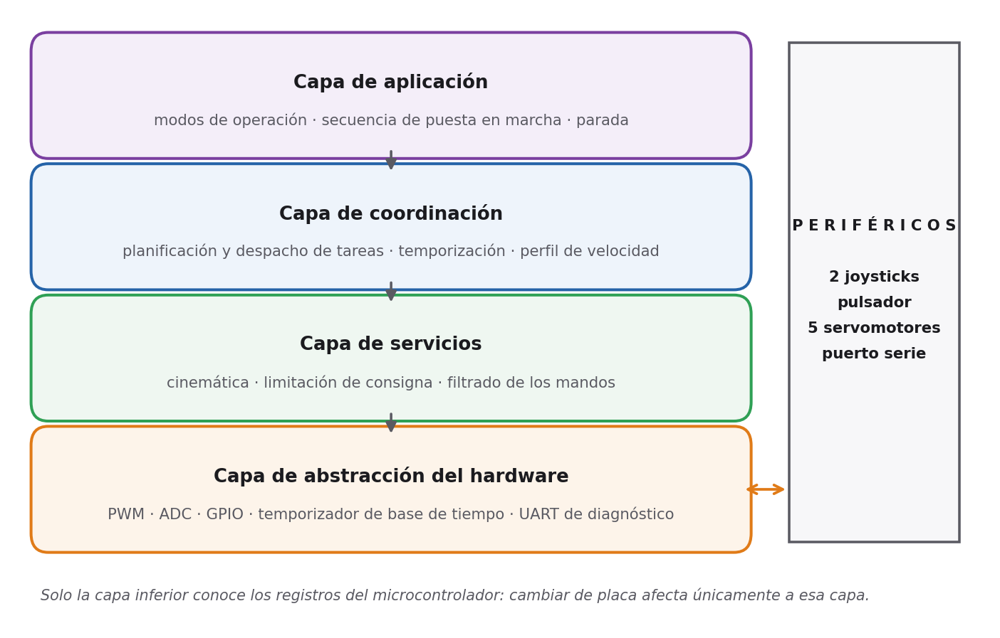 Capa de aplicación
modos de operación · secuencia de puesta en marcha · parada
Capa de coordinación
planificación y despacho de tareas · temporización · perfil de velocidad
Capa de servicios
cinemática · limitación de consigna · filtrado de los mandos
Capa de abstracción del hardware
PWM · ADC · GPIO · temporizador de base de tiempo · UART de diagnóstico
P E R I F É R I C O S
2 joysticks
pulsador
5 servomotores
puerto serie
Solo la capa inferior conoce los registros del microcontrolador: cambiar de placa afecta únicamente a esa capa.